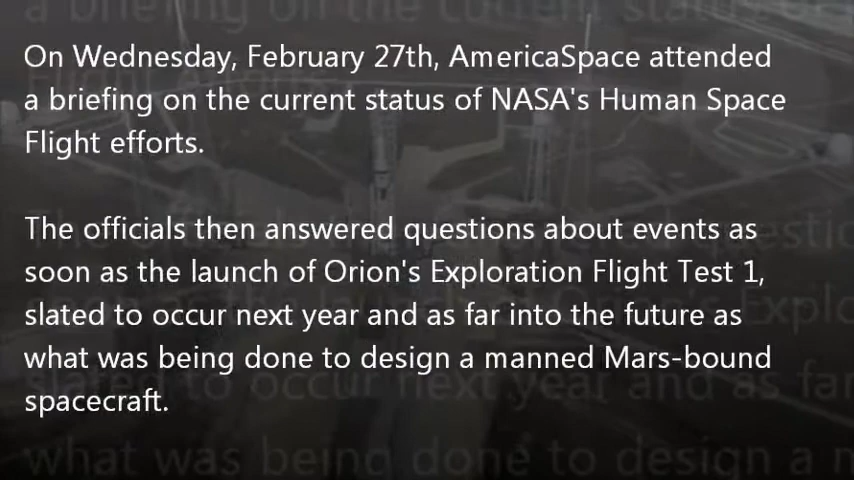 On Wednesday, February 27th, AmericaSpace attended
a briefing on the current status of NASA's Human Space
Flight efforts.
The officials then answered questions about events as
soon as the launch of Orion's Exploration Flight Test 1,
slated to occur next year and as far into the future as
what was being done to design a manned Mars-bound
spacecraft.